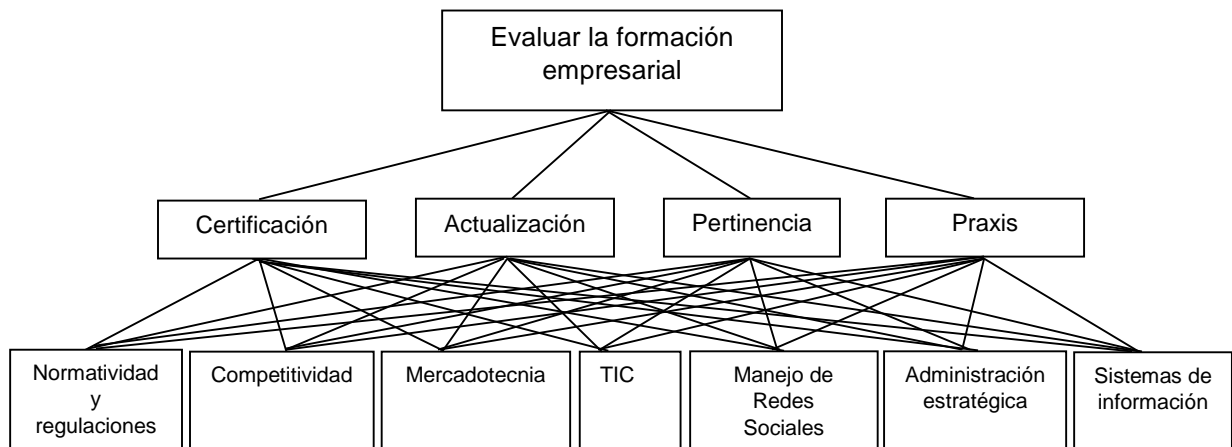 Evaluar la formación
empresarial
Certificación
Actualización
Pertinencia
Praxis
Normatividad
y
regulaciones
Competitividad
Mercadotecnia
TIC
Manejo de
Redes
Sociales
Administración
estratégica
Sistemas de
información